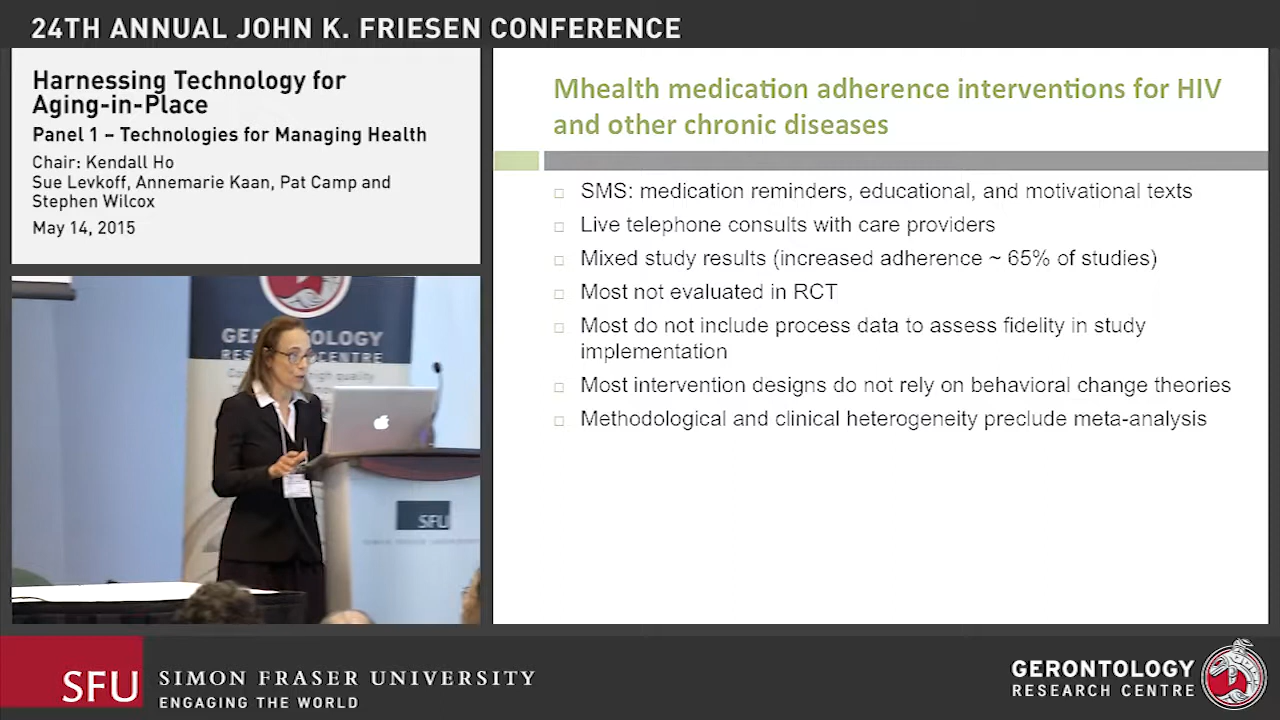 24TH ANNUAL JOHN K. FRIESEN CONFERENCE
Harnessing Technology for
Aging-in-Place
Panel 1 – Technologies for Managing Health
Chair: Kendall Ho
Sue Levkoff, Annemarie Kaan, Pat Camp and
Stephen Wilcox
May 14, 2015
Mhealth medication adherence interventions for HIV
and other chronic diseases
SMS: medication reminders, educational, and motivational texts
Live telephone consults with care providers
Mixed study results (increased adherence ~ 65% of studies)
Most not evaluated in RCT
Most do not include process data to assess fidelity in study
implementation
Most intervention designs do not rely on behavioral change theories
Methodological and clinical heterogeneity preclude meta-analysis
SFU
SFU
SIMON FRASER UNIVERSITY
ENGAGING THE WORLD
GERONTOLOGY
RESEARCH CENTRE